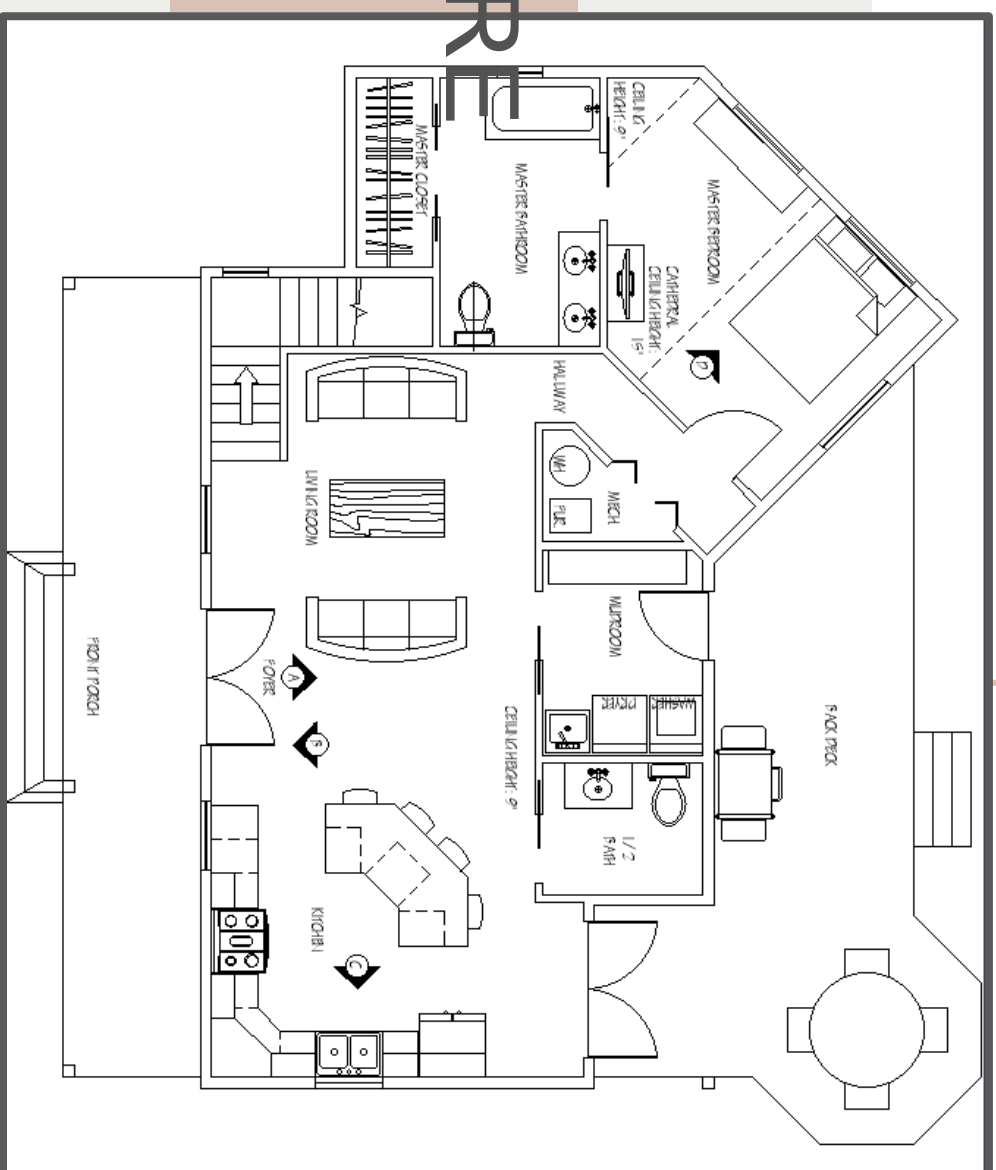 RE
CEILING
HEIGHT: 9'
MASTER CLOSET
MASTER BATHROOM
MASTER BEDROOM
CATHEDRAL
CEILING HEIGHT:
15'
D
HALLWAY
WH
FUR.
MECH
LIVING ROOM
MUDROOM
FOYER
A
B
FRONT PORCH
DRYER
WASHER
CEILING HEIGHT: 9'
BACK DECK
1/2
BATH
KITCHEN
C